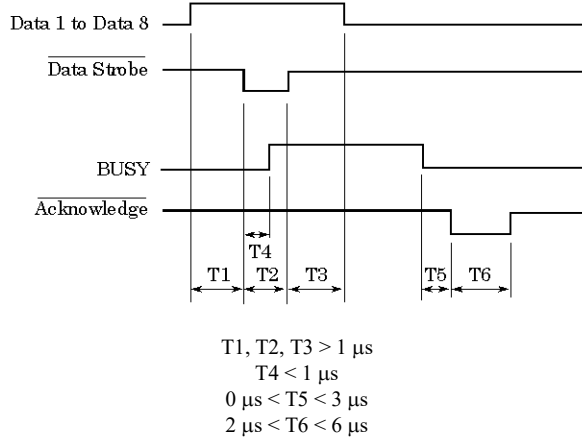 Data 1 to Data 8
Data Strobe
BUSY
Acknowledge
T4
T1 T2 T3 T5 T6
T1, T2, T3 > 1 μs
T4 < 1 μs
0 μs < T5 < 3 μs
2 μs < T6 < 6 μs